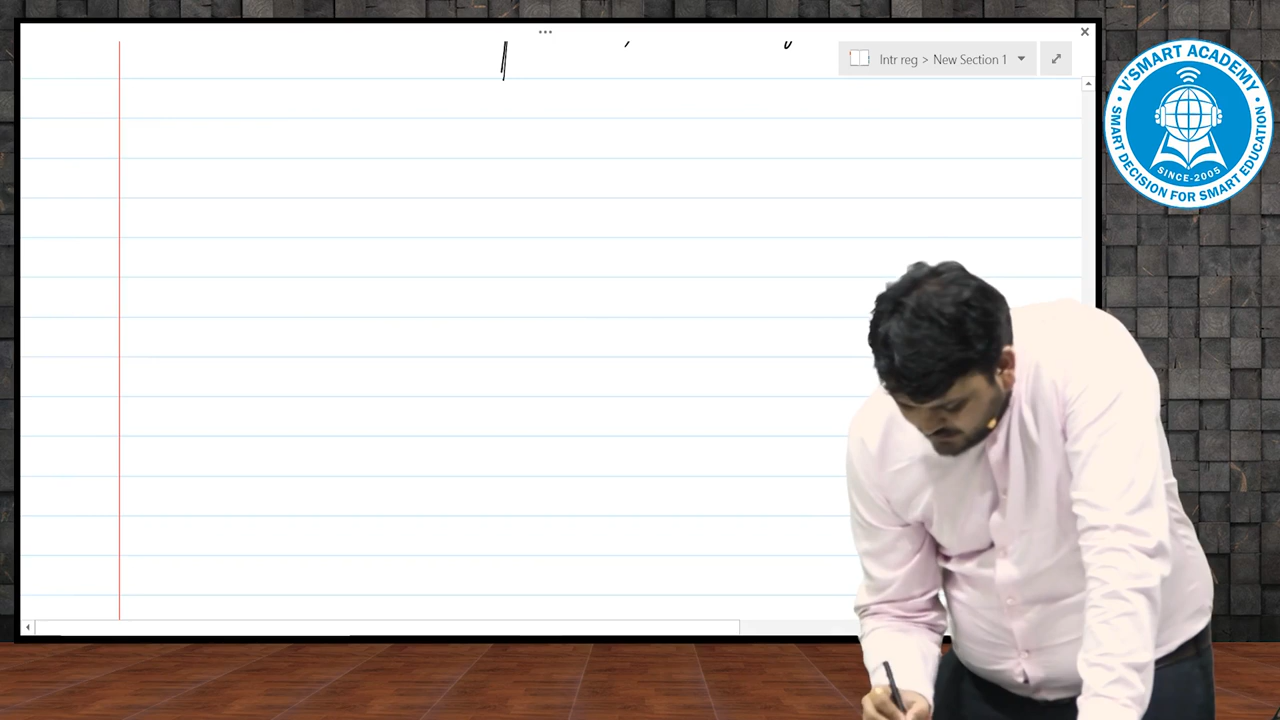 Intr reg > New Section 1
V'SMART ACADEMY
SINCE-2005
SMART DECISION FOR SMART EDUCATION